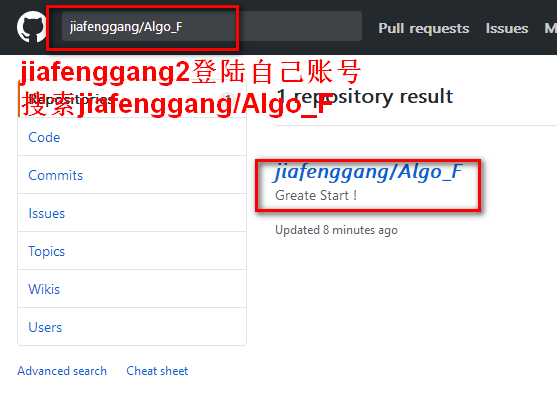 jiafenggang/Algo_F
Pull requests Issues M
jiafenggang2登陆自己账号
搜索jiafenggang/Algo_F
Repositories
1 repository result
Code
Commits
Issues
Topics
Wikis
Users
Advanced search Cheat sheet
jiafenggang/Algo_F
Greate Start !
Updated 8 minutes ago